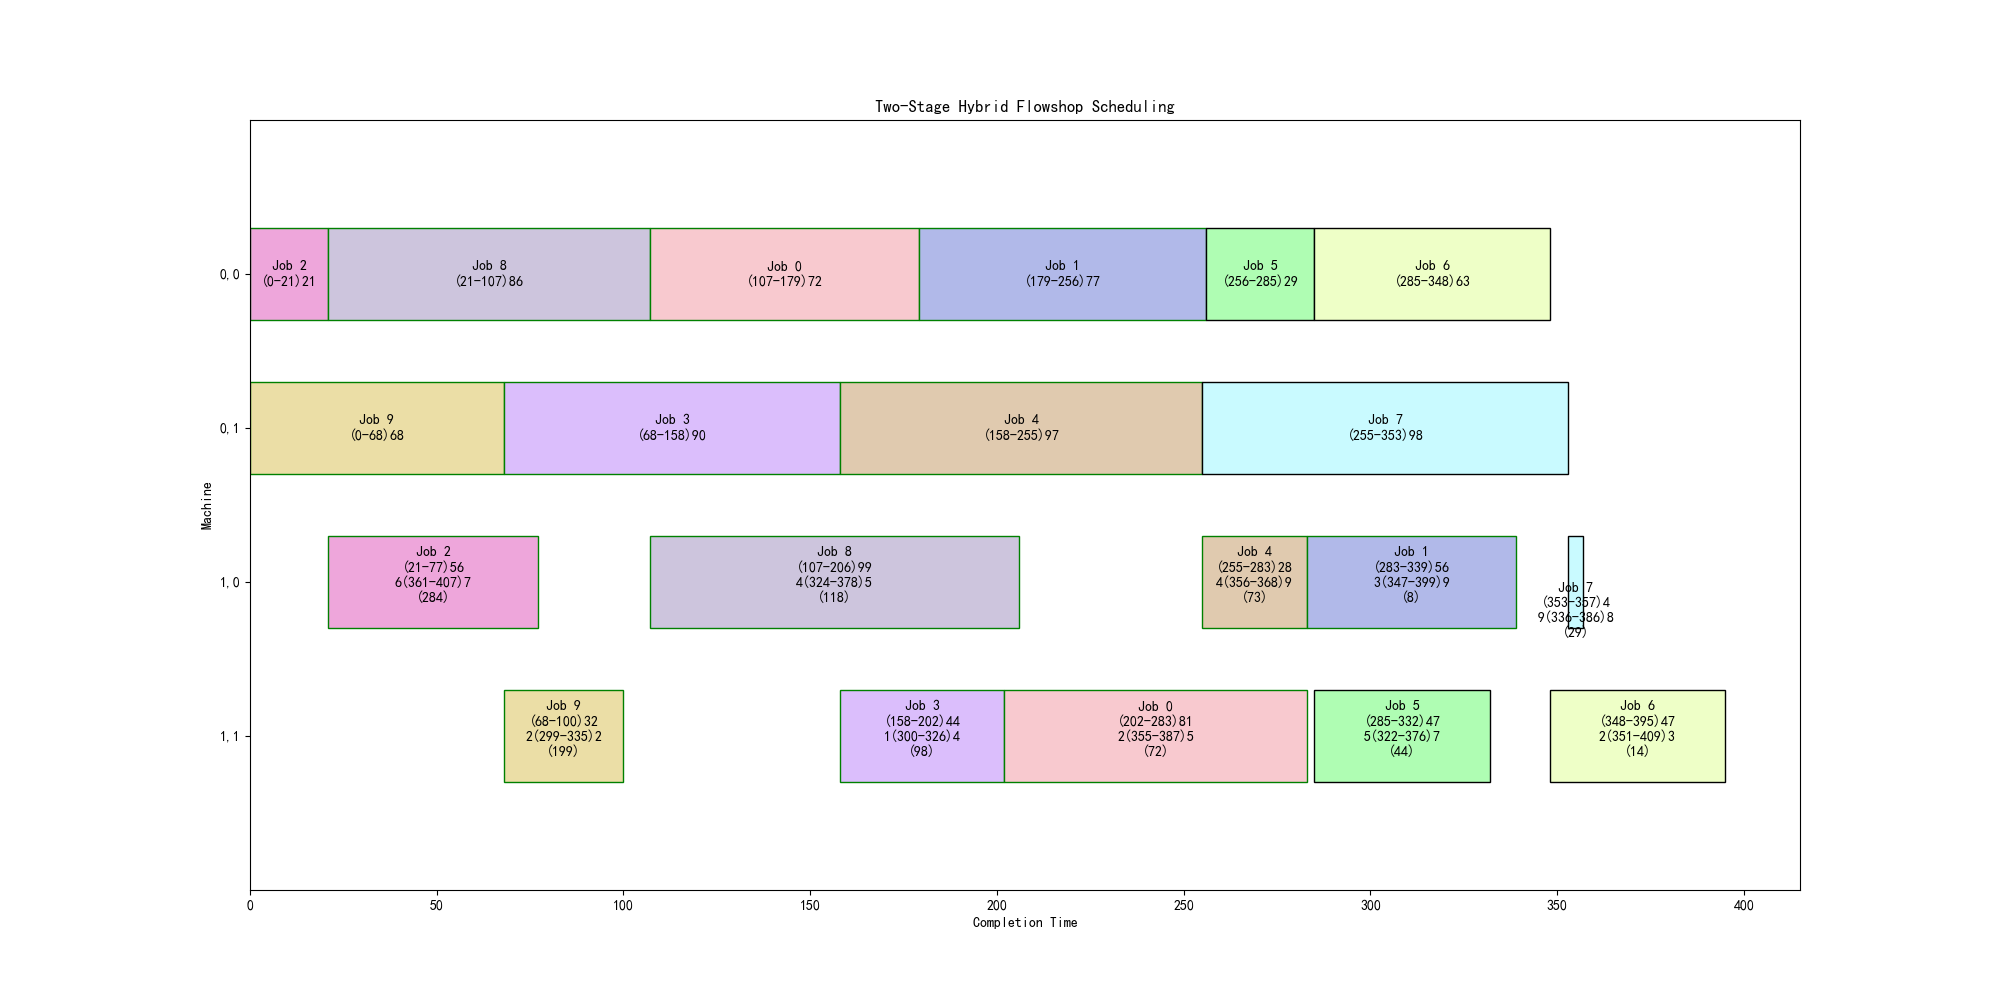 Two-Stage Hybrid Flowshop Scheduling
0,0
Job 2
(0-21)21
Job 8
(21-107)86
Job 0
(107-179)72
Job 1
(179-256)77
Job 5
(256-285)29
Job 6
(285-348)63
0,1
Job 9
(0-68)68
Job 3
(68-158)90
Job 4
(158-255)97
Job 7
(255-353)98
Machine
1,0
Job 2
(21-77)56
6(361-407)7
(284)
Job 8
(107-206)99
4(324-378)5
(118)
Job 4
(255-283)28
4(356-368)9
(73)
Job 1
(283-339)56
3(347-399)9
(8)
Job 7
(353-357)4
9(336-386)8
(29)
1,1
Job 9
(68-100)32
2(299-335)2
(199)
Job 3
(158-202)44
1(300-326)4
(98)
Job 0
(202-283)81
2(355-387)5
(72)
Job 5
(285-332)47
5(322-376)7
(44)
Job 6
(348-395)47
2(351-409)3
(14)
0 50 100 150 200 250 300 350 400
Completion Time